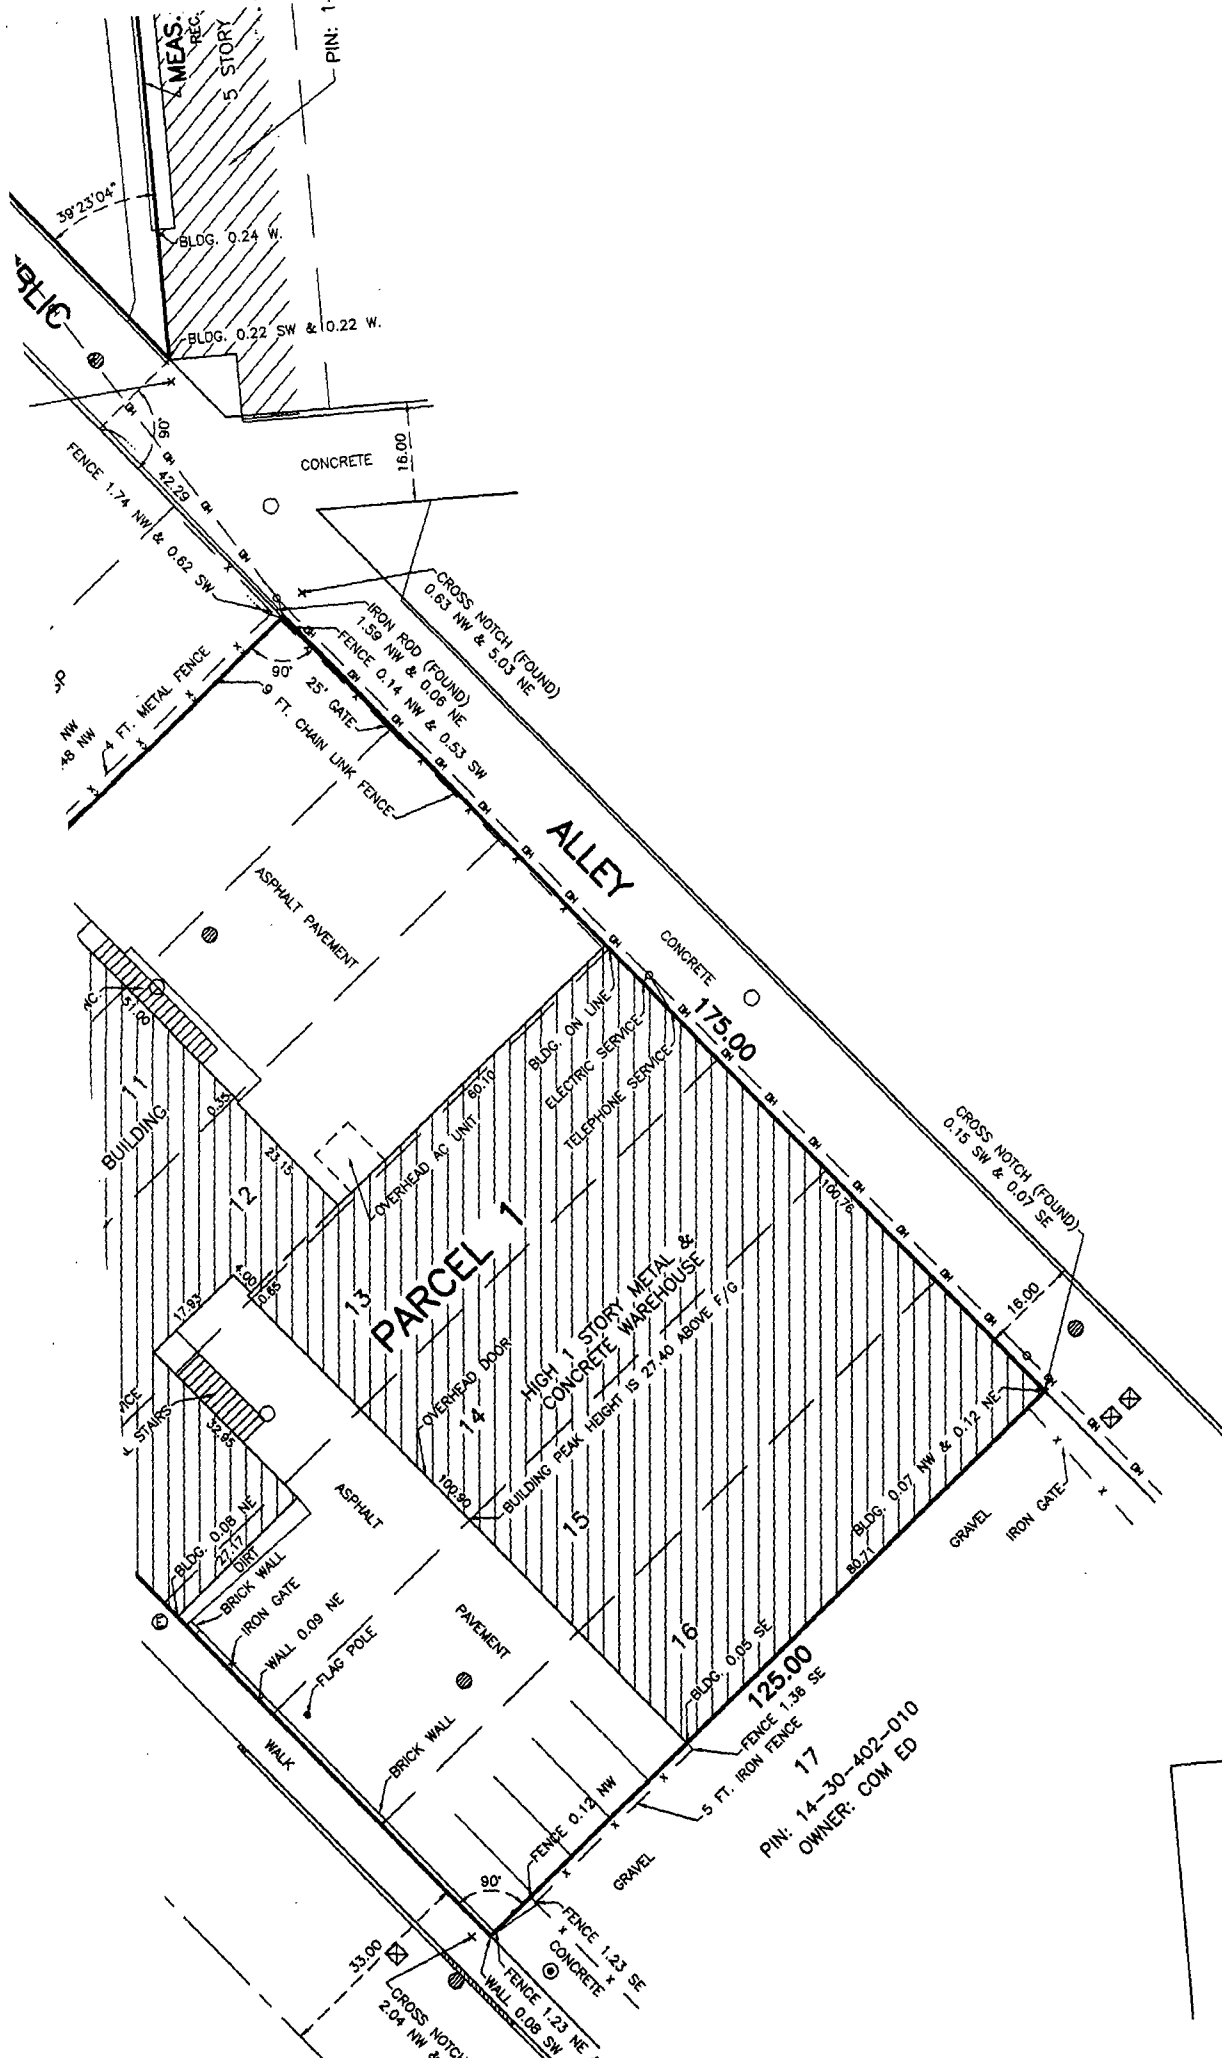 MEAS.
REC.
5 STORY
PIN: 1-
39°23'04"
BLDG. 0.24 W.
BLIC
BLDG. 0.22 SW & 0.22 W.
90°
42.29
CONCRETE
16.00
FENCE 1.74 NW & 0.62 SW
CROSS NOTCH (FOUND)
0.63 NW & 5.03 NE
IRON ROD (FOUND)
1.59 NW & 0.06 NE
FENCE 0.14 NW & 0.53 SW
90°
25' GATE
9 FT. CHAIN LINK FENCE
4 FT. METAL FENCE
SP
NW
.48 NW
ALLEY
ASPHALT PAVEMENT
CONCRETE
175.00
NC.
51.00
BLDG. ON LINE
ELECTRIC SERVICE
TELEPHONE SERVICE
60.10
OVERHEAD AC UNIT
11
BUILDING
0.35
23.15
12
CROSS NOTCH (FOUND)
0.15 SW & 0.07 SE
100.76
PARCEL 1
13
4.00
0.65
17.93
HIGH 1 STORY METAL &
CONCRETE WAREHOUSE
BUILDING PEAK HEIGHT IS 27.40 ABOVE F/G
OVERHEAD DOOR
14
16.00
STAIRS
32.95
100.90
15
ASPHALT
BLDG. 0.07 NW & 0.12 NE
GRAVEL
IRON GATE
80.71
BLDG. 0.08 NE
27.17
DIRT
BRICK WALL
IRON GATE
WALL 0.09 NE
FLAG POLE
PAVEMENT
16
BLDG. 0.05 SE
125.00
FENCE 1.36 SE
5 FT. IRON FENCE
17
PIN: 14-30-402-010
OWNER: COM ED
WALK
BRICK WALL
FENCE 0.12 NW
GRAVEL
90°
33.00
FENCE 1.23 SE
CONCRETE
FENCE 1.23 NE
WALL 0.08 SW
CROSS NOTCH
2.04 NW &